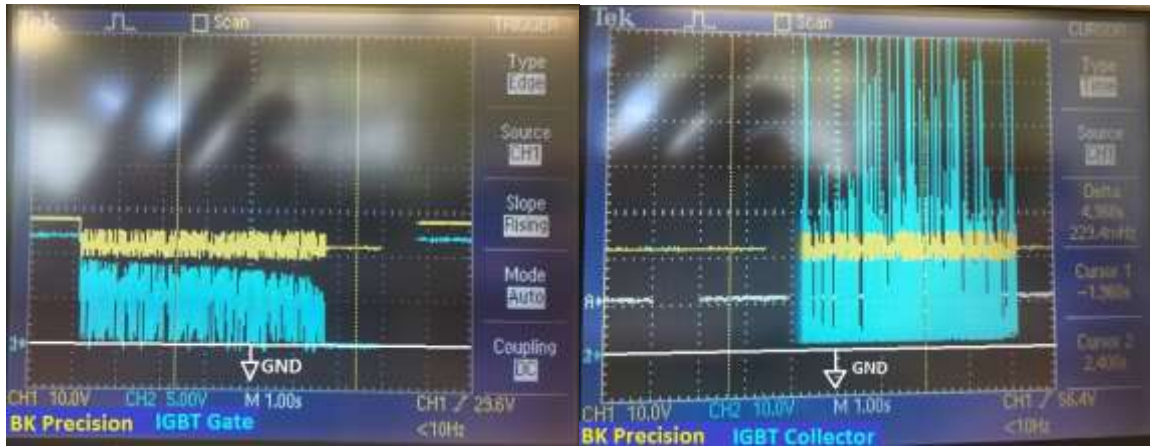 Tek
Scan
TRIGGER
Type
Edge
Source
CH1
Slope
Rising
Mode
Auto
Coupling
DC
2
GND
CH1 10.0V CH2 5.00V M 1.00s CH1 / 29.6V
<10Hz
BK Precision IGBT Gate
Tek
Scan
CURSOR
Type
Time
Source
CH1
Delta
4.360s
229.4mHz
Cursor 1
-1.960s
Cursor 2
2.400s
A
2
GND
CH1 10.0V CH2 10.0V M 1.00s CH1 / 56.4V
<10Hz
BK Precision IGBT Collector